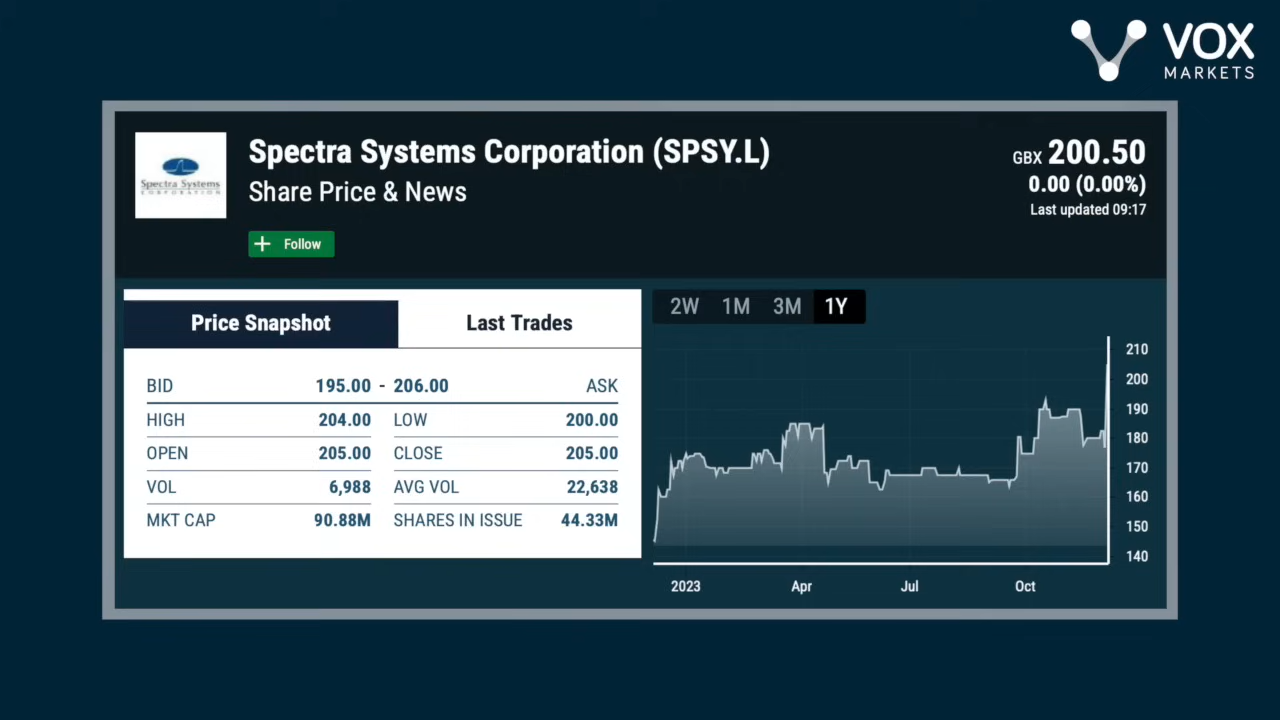 VOX
MARKETS
Spectra Systems
CORPORATION
Spectra Systems Corporation (SPSY.L)
Share Price & News
+ Follow
GBX 200.50
0.00 (0.00%)
Last updated 09:17
Price Snapshot Last Trades
BID 195.00 - 206.00 ASK
HIGH 204.00 LOW 200.00
OPEN 205.00 CLOSE 205.00
VOL 6,988 AVG VOL 22,638
MKT CAP 90.88M SHARES IN ISSUE 44.33M
2W 1M 3M 1Y
210
200
190
180
170
160
150
140
2023 Apr Jul Oct